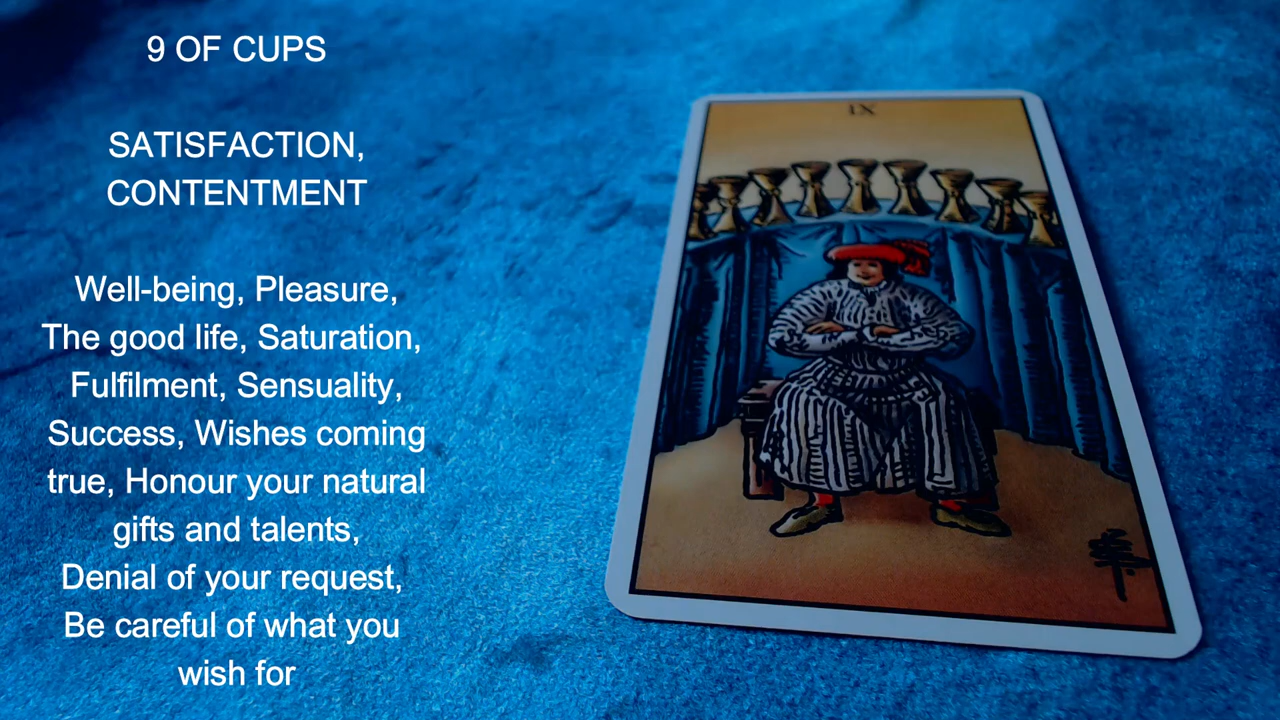 9 OF CUPS
SATISFACTION,
CONTENTMENT
Well-being, Pleasure,
The good life, Saturation,
Fulfilment, Sensuality,
Success, Wishes coming
true, Honour your natural
gifts and talents,
Denial of your request,
Be careful of what you
wish for
IX